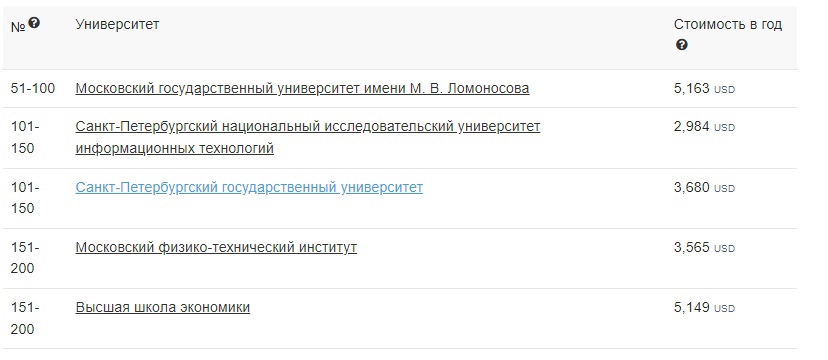 № Университет Стоимость в год
51-100 Московский государственный университет имени М. В. Ломоносова 5,163 USD
101- Санкт-Петербургский национальный исследовательский университет 2,984 USD
150 информационных технологий
101- Санкт-Петербургский государственный университет 3,680 USD
150
151- Московский физико-технический институт 3,565 USD
200
151- Высшая школа экономики 5,149 USD
200